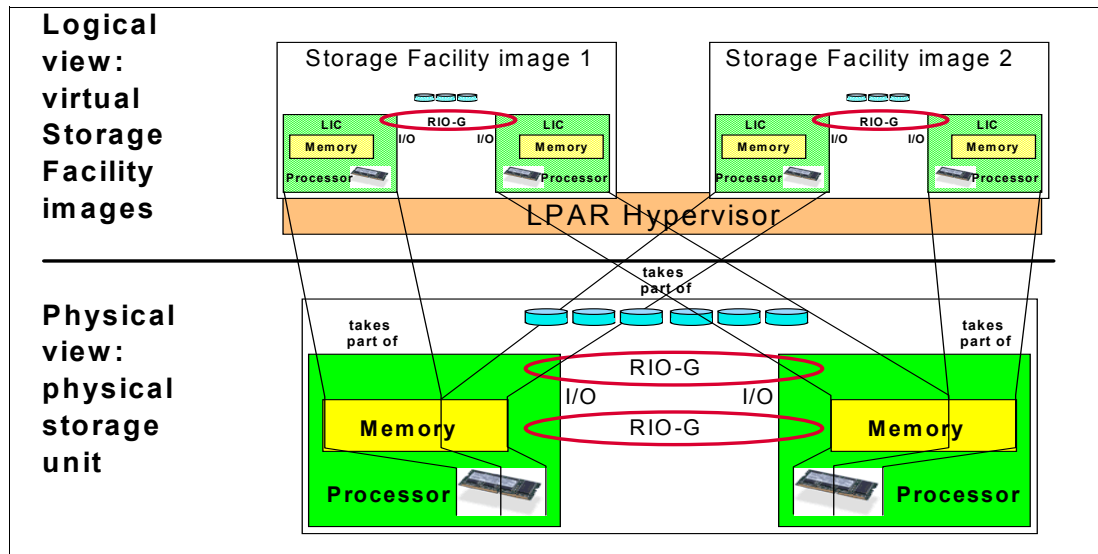 Logical
view:
virtual
Storage
Facility
images
Storage Facility image 1
RIO-G
LIC
Memory
Processor
I/O
I/O
LIC
Memory
Processor
Storage Facility image 2
RIO-G
LIC
Memory
Processor
I/O
I/O
LIC
Memory
Processor
LPAR Hypervisor
takes
part of
Physical
view:
physical
storage
unit
takes
part of
takes
part of
RIO-G
I/O
I/O
RIO-G
Memory
Processor
Memory
Processor